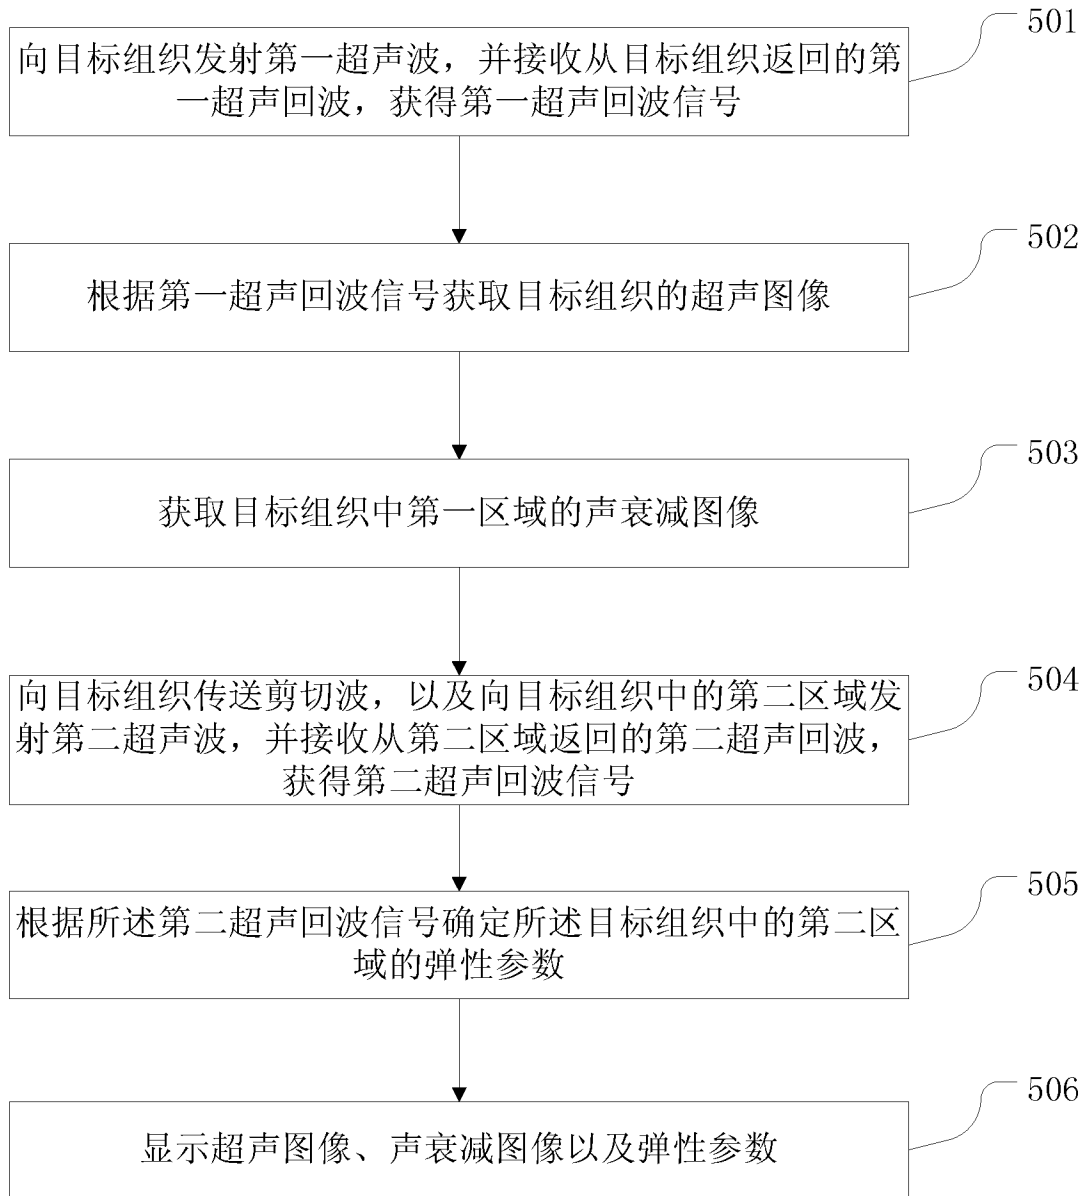 501
向目标组织发射第一超声波，并接收从目标组织返回的第
一超声回波，获得第一超声回波信号
502
根据第一超声回波信号获取目标组织的超声图像
503
获取目标组织中第一区域的声衰减图像
504
向目标组织传送剪切波，以及向目标组织中的第二区域发
射第二超声波，并接收从第二区域返回的第二超声回波，
获得第二超声回波信号
505
根据所述第二超声回波信号确定所述目标组织中的第二区
域的弹性参数
506
显示超声图像、声衰减图像以及弹性参数